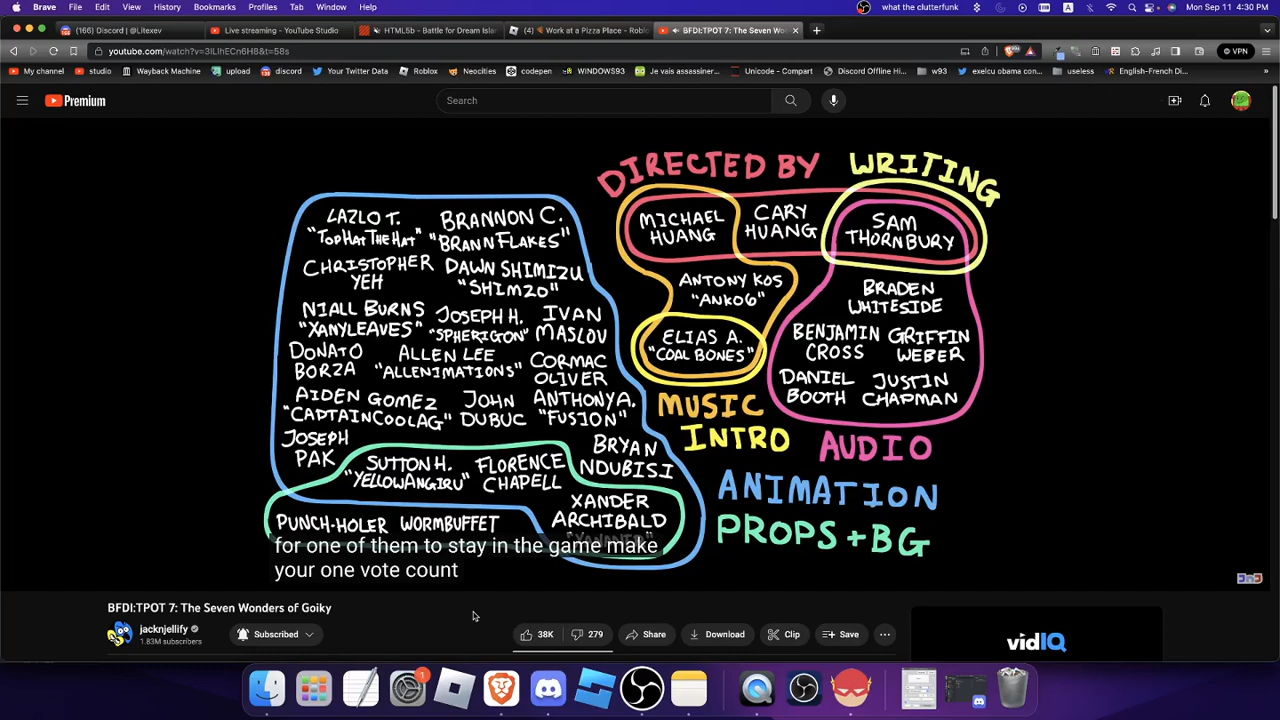 Brave File Edit View History Bookmarks Profiles Tab Window Help
what the clutterfunk
A
Mon Sep 11 4:30 PM
(166) Discord | @Litexev
Live streaming - YouTube Studio
HTML5b - Battle for Dream Islan
(4) Work at a Pizza Place - Robl
BFDI:TPOT 7: The Seven Wond
youtube.com/watch?v=3ILIhECn6H8&t=58s
VPN
My channel
studio
Wayback Machine
upload
discord
Your Twitter Data
Roblox
Neocities
codepen
WINDOWS93
Je vais assassiner...
Unicode - Compart
Discord Offline Hi...
w93
exelcu obama con...
useless
English-French Di...
Premium
Search
DIRECTED BY
WRITING
LAZLO T.
"TOPHATTHEHAT"
BRANNON C.
"BRANNFLAKES"
MICHAEL
HUANG
CARY
HUANG
SAM
THORNBURY
CHRISTOPHER
YEH
DAWN SHIMIZU
"SHIMZO"
ANTONY KOS
"ANKO6"
BRADEN
WHITESIDE
NIALL BURNS
"XANYLEAVES"
JOSEPH H.
"SPHERIGON"
IVAN
MASLOV
ELIAS A.
"COAL BONES"
BENJAMIN
CROSS
GRIFFIN
WEBER
DONATO
BORZA
ALLEN LEE
"ALLENIMATIONS"
CORMAC
OLIVER
DANIEL
BOOTH
JUSTIN
CHAPMAN
AIDEN GOMEZ
"CAPTAINCOOLAG"
JOHN
DUBUC
ANTHONY A.
"FUSION"
MUSIC
INTRO
AUDIO
JOSEPH
PAK
SUTTON H.
"YELLOWANGIRU"
FLORENCE
CHAPELL
BRYAN
NDUBISI
ANIMATION
PUNCH-HOLER WORMBUFFET
XANDER
ARCHIBALD
PROPS + BG
for one of them to stay in the game make
your one vote count
BFDI:TPOT 7: The Seven Wonders of Goiky
jacknjellify
1.83M subscribers
Subscribed
38K
279
Share
Download
Clip
Save
vidIQ
1